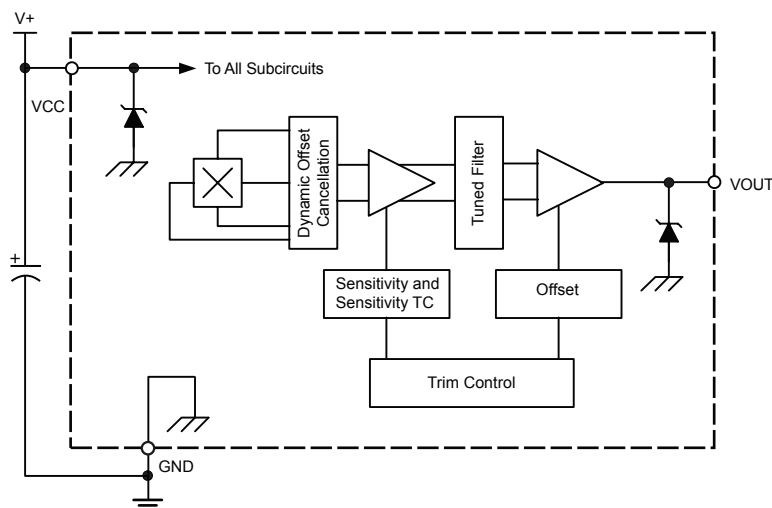 V+
To All Subcircuits
VCC
Dynamic Offset
Cancellation
Tuned Filter
VOUT
+
Sensitivity and
Sensitivity TC
Offset
Trim Control
GND